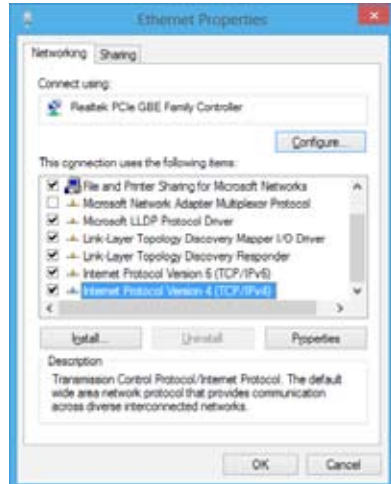 Ethernet Properties
Networking Sharing
Connect using:
Realtek PCIe GBE Family Controller
Configure...
This connection uses the following items:
File and Printer Sharing for Microsoft Networks
Microsoft Network Adapter Multiplexor Protocol
Microsoft LLDP Protocol Driver
Link-Layer Topology Discovery Mapper I/O Driver
Link-Layer Topology Discovery Responder
Internet Protocol Version 6 (TCP/IPv6)
Internet Protocol Version 4 (TCP/IPv4)
Install... Uninstall Properties
Description
Transmission Control Protocol/Internet Protocol. The default
wide area network protocol that provides communication
across diverse interconnected networks.
OK Cancel